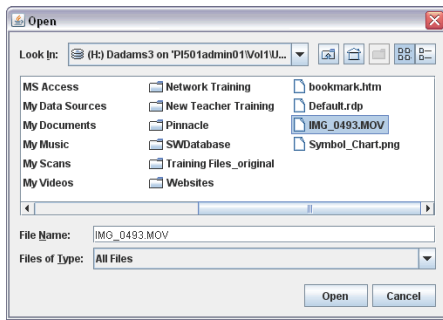 Open
Look In: (H:) Dadams3 on 'Pl501admin01\Vol1\U...
MS Access
My Data Sources
My Documents
My Music
My Scans
My Videos
Network Training
New Teacher Training
Pinnacle
SWDatabase
Training Files_original
Websites
bookmark.htm
Default.rdp
IMG_0493.MOV
Symbol_Chart.png
File Name: IMG_0493.MOV
Files of Type: All Files
Open Cancel